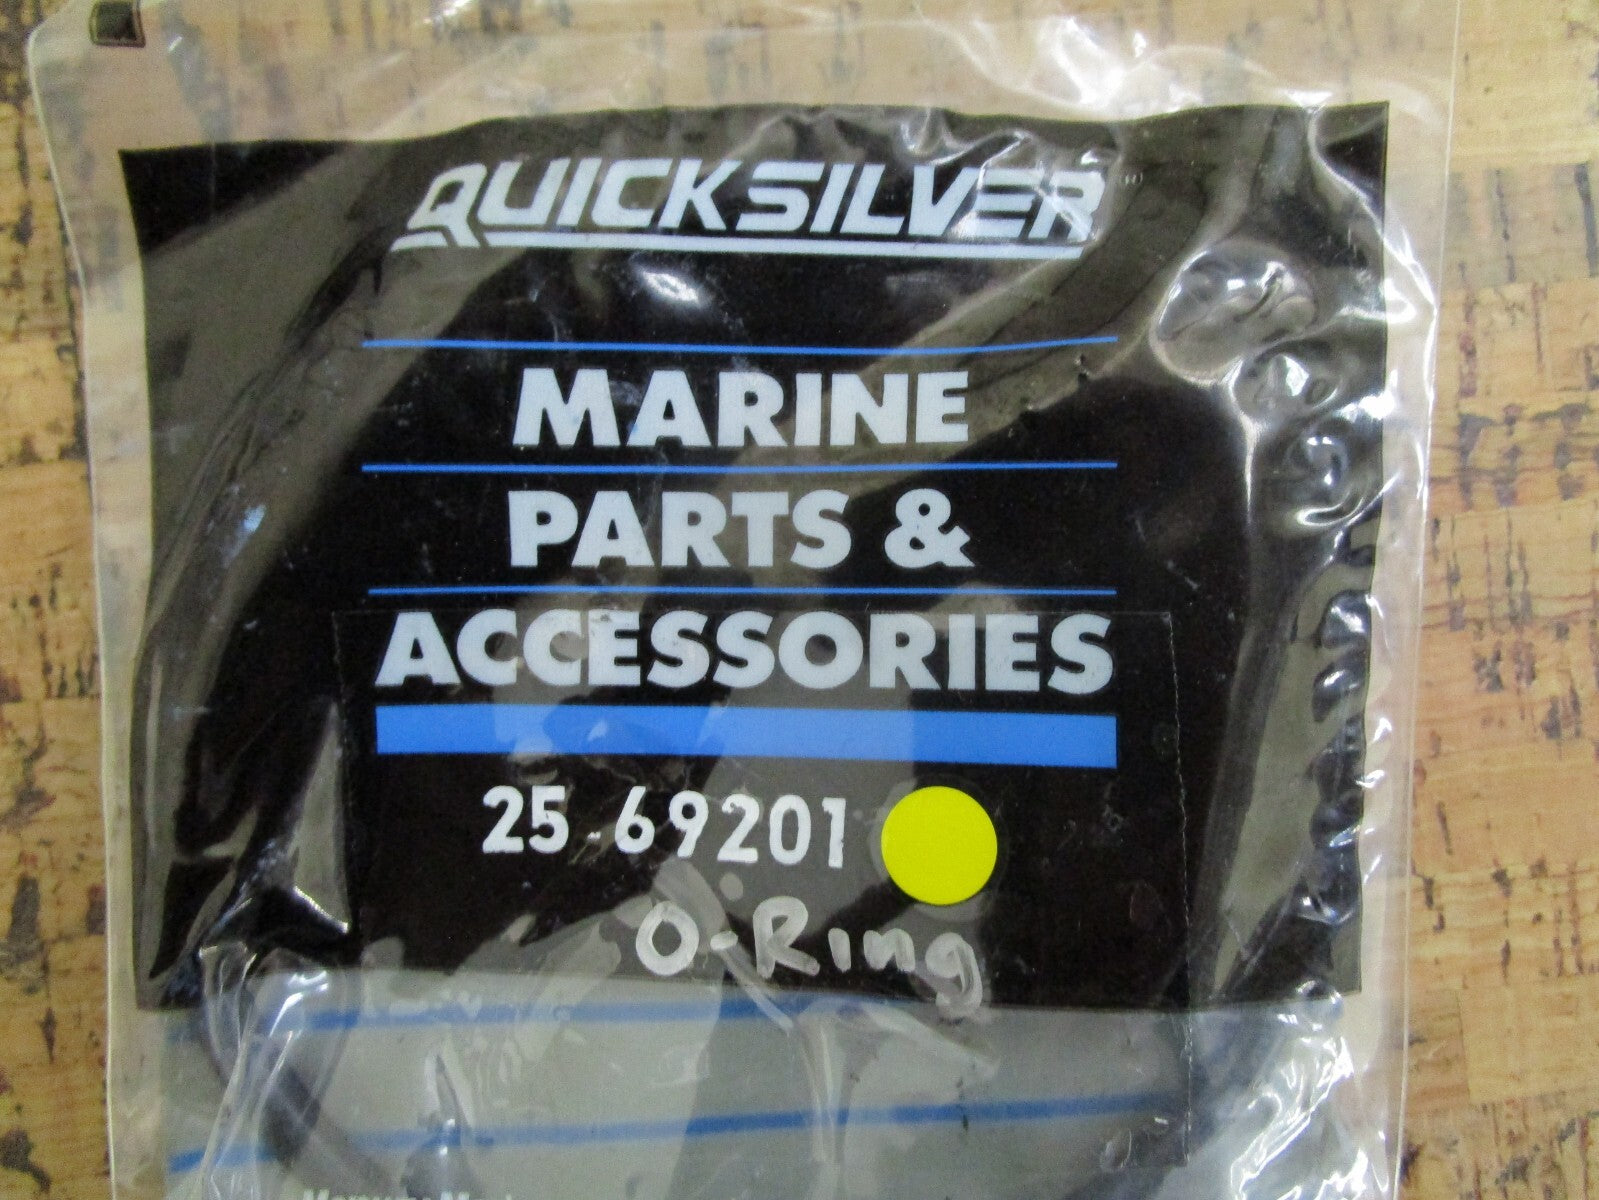 QUICKSILVER
MARINE
PARTS &
ACCESSORIES
25-69201
O-Ring